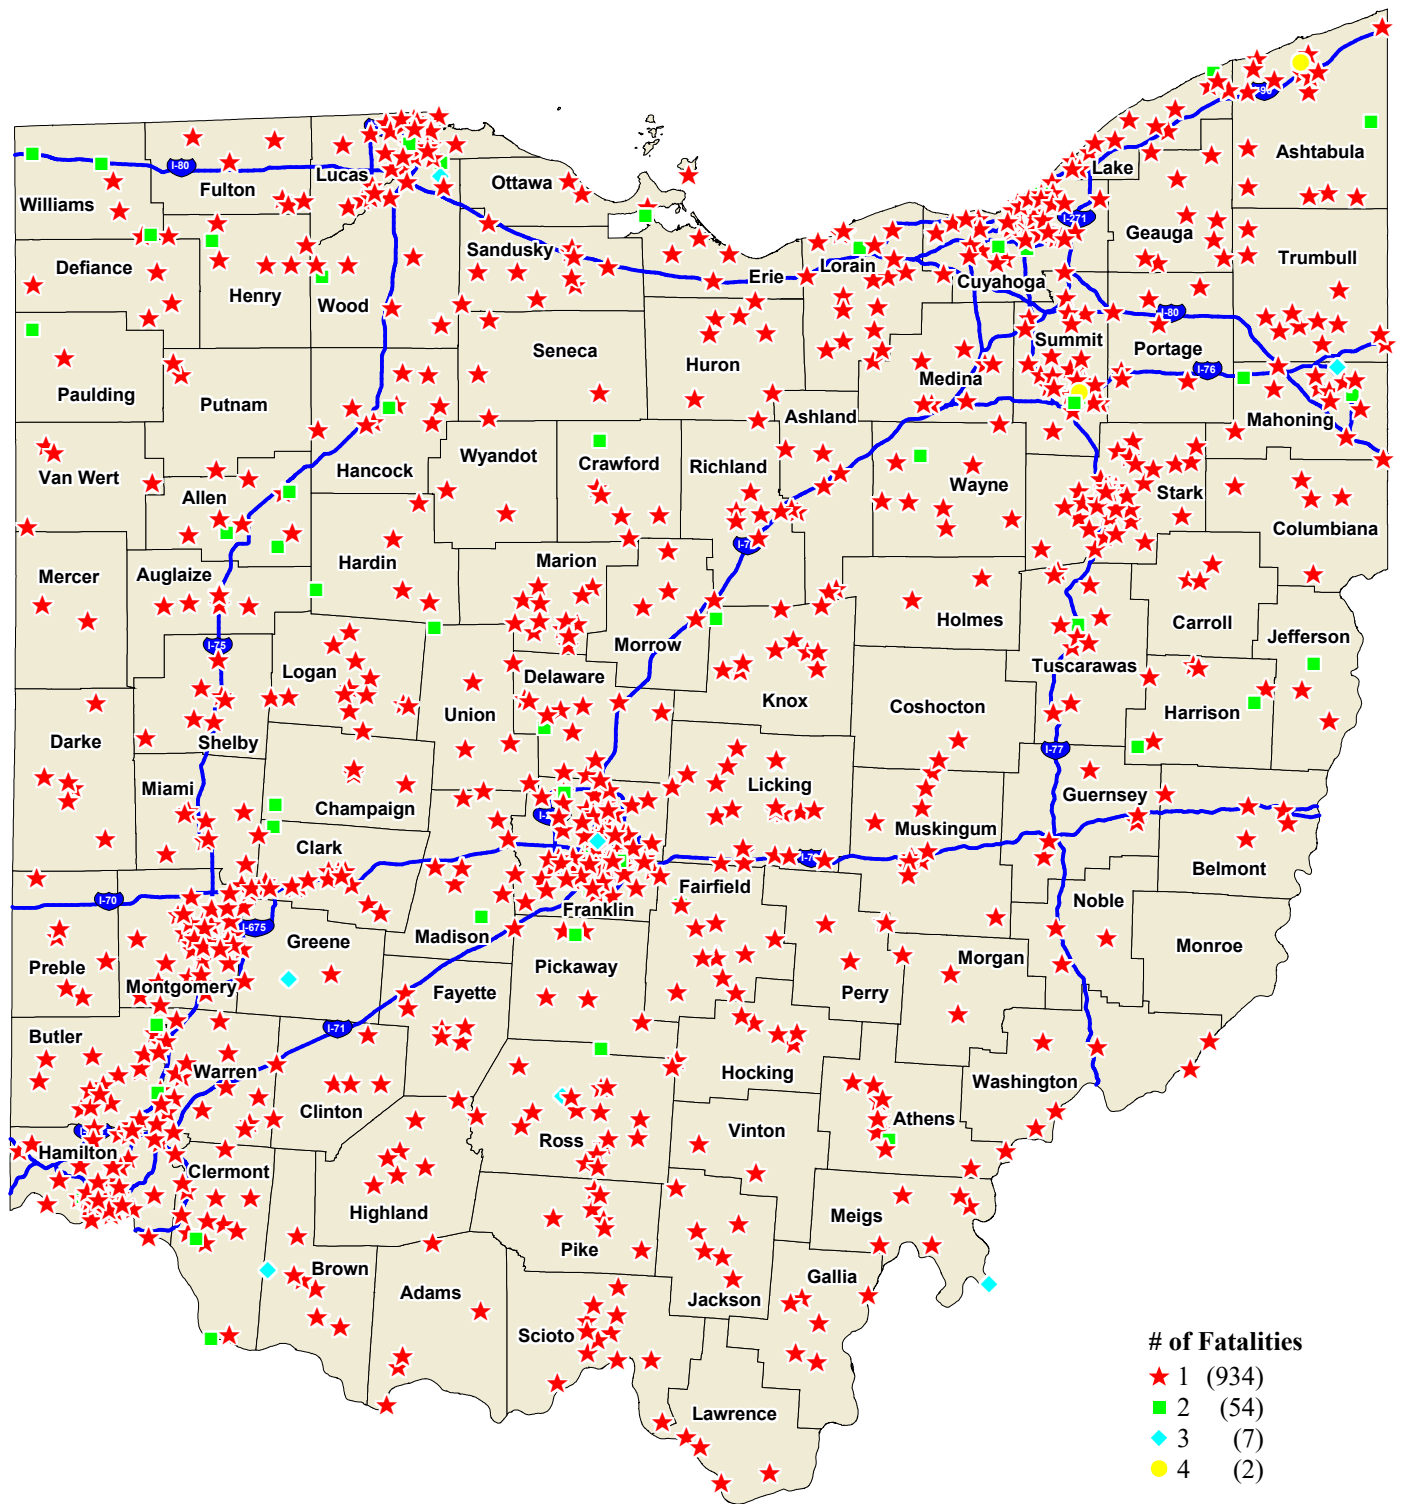 I-90
Ashtabula
Lake
I-80
Fulton
Lucas
Ottawa
Williams
I-271
Geauga
Trumbull
Defiance
Henry
Wood
Sandusky
Erie
Lorain
Cuyahoga
I-80
Summit
Portage
I-76
Seneca
Huron
Medina
Mahoning
Paulding
Putnam
Ashland
Van Wert
Allen
Hancock
Wyandot
Crawford
Richland
Wayne
Stark
Columbiana
Mercer
Auglaize
Hardin
Marion
Holmes
Carroll
Jefferson
I-75
Logan
Morrow
Tuscarawas
Delaware
Union
Knox
Coshocton
Harrison
Darke
Shelby
I-77
Miami
Champaign
Licking
Guernsey
Muskingum
Clark
Belmont
I-70
Fairfield
Franklin
Noble
I-675
Greene
Madison
Monroe
Preble
Montgomery
Pickaway
Morgan
Fayette
Perry
I-71
Butler
Warren
Clinton
Hocking
Washington
Hamilton
Ross
Vinton
Athens
Clermont
Highland
Meigs
Pike
Brown
Adams
Gallia
Jackson
Scioto
Lawrence
# of Fatalities
1 (934)
2 (54)
3 (7)
4 (2)